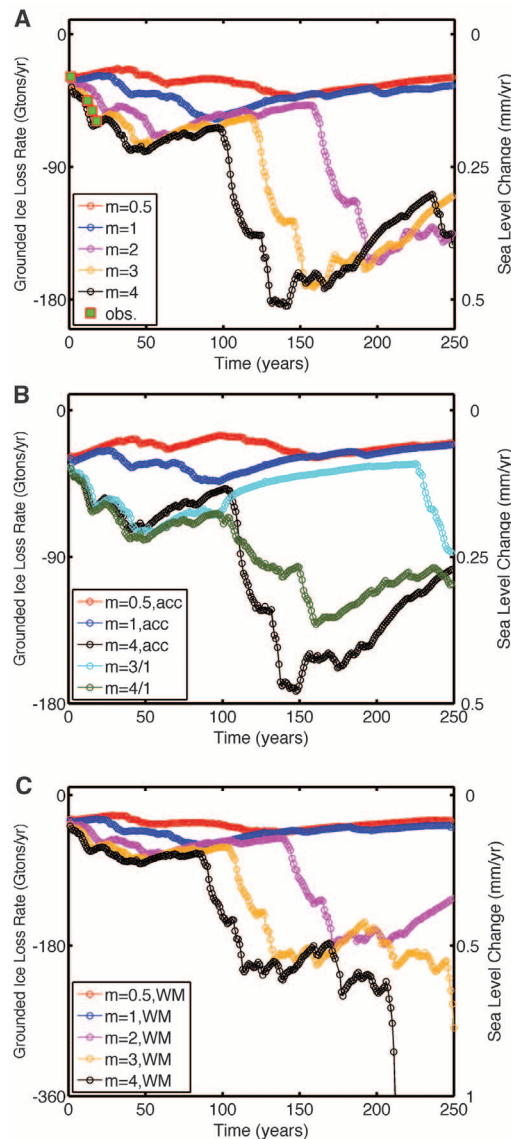 A
Grounded Ice Loss Rate (Gtons/yr)
0
-90
-180
m=0.5
m=1
m=2
m=3
m=4
obs.
0
0.25
0.5
Sea Level Change (mm/yr)
0 50 100 150 200 250
Time (years)
B
Grounded Ice Loss Rate (Gtons/yr)
0
-90
-180
m=0.5,acc
m=1,acc
m=4,acc
m=3/1
m=4/1
0
0.25
0.5
Sea Level Change (mm/yr)
0 50 100 150 200 250
Time (years)
C
Grounded Ice Loss Rate (Gtons/yr)
0
-180
-360
m=0.5,WM
m=1,WM
m=2,WM
m=3,WM
m=4,WM
0
0.5
1
Sea Level Change (mm/yr)
0 50 100 150 200 250
Time (years)